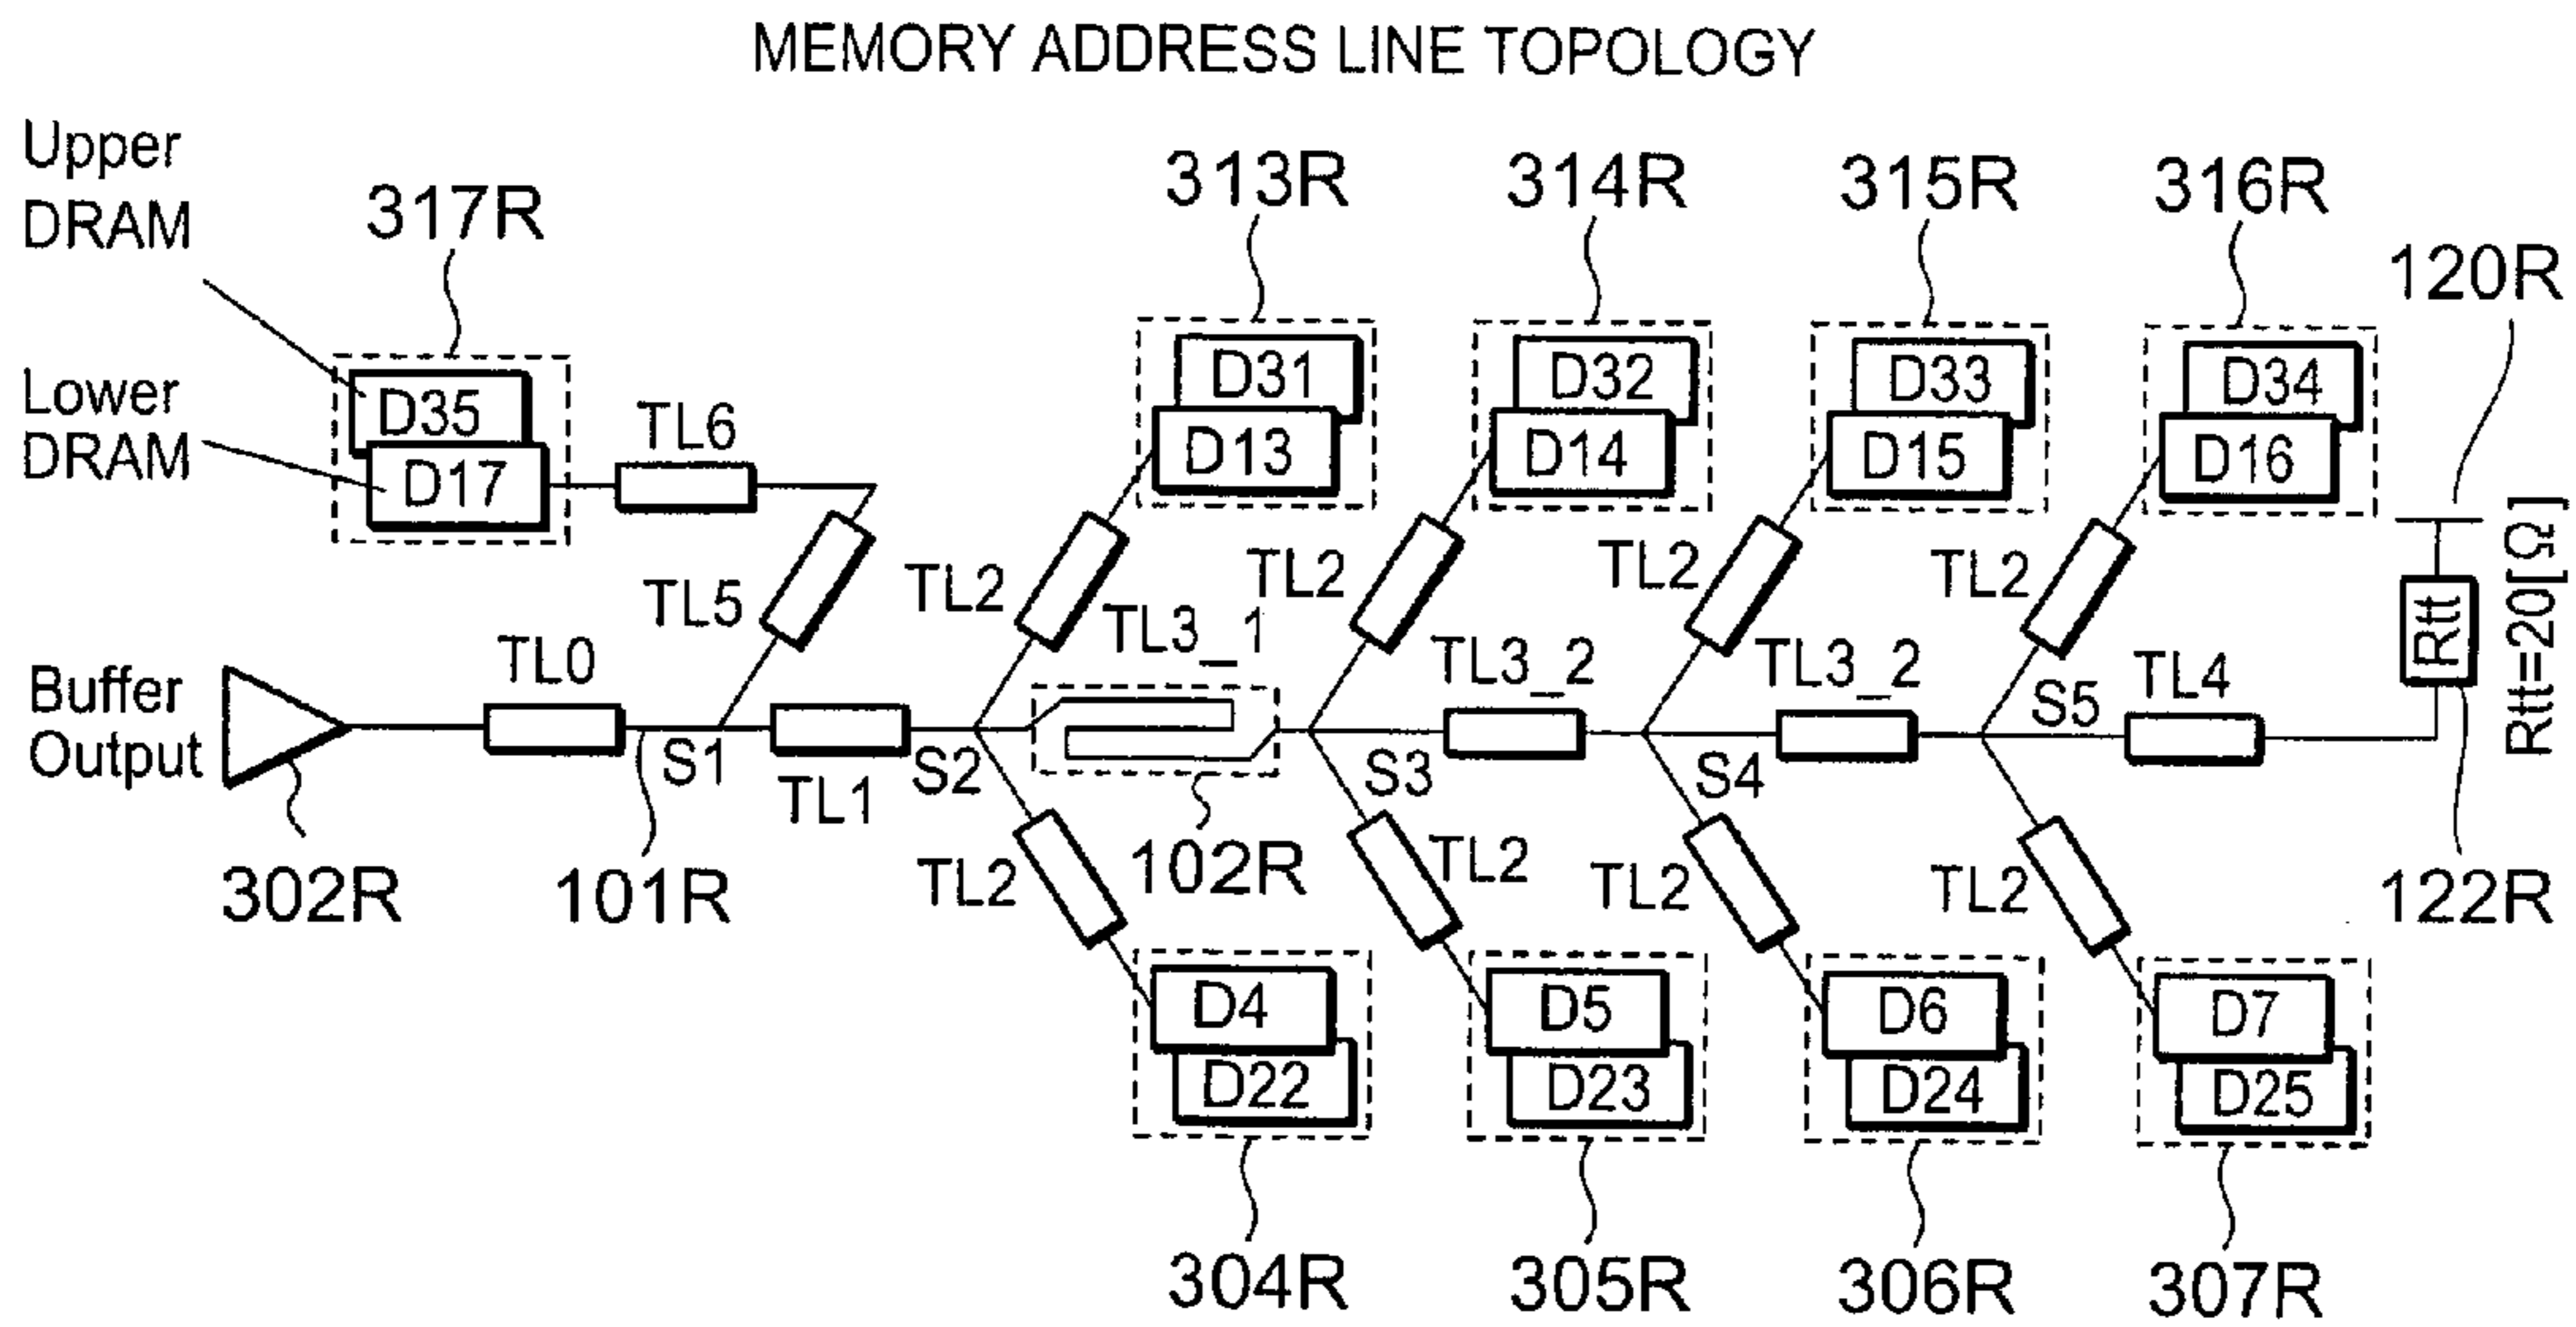 MEMORY ADDRESS LINE TOPOLOGY
Upper
DRAM
317R
313R
314R
315R
316R
120R
Lower
DRAM
D35
D17
TL6
D31
D13
D32
D14
D33
D15
D34
D16
TL5
TL2
TL3_1
TL2
TL3_2
TL2
TL3_2
TL2
Rtt
Rtt=20[Ω]
Buffer
Output
TL0
S1
TL1
S2
S3
S4
S5
TL4
302R
101R
TL2
102R
TL2
TL2
TL2
122R
D4
D22
D5
D23
D6
D24
D7
D25
304R
305R
306R
307R